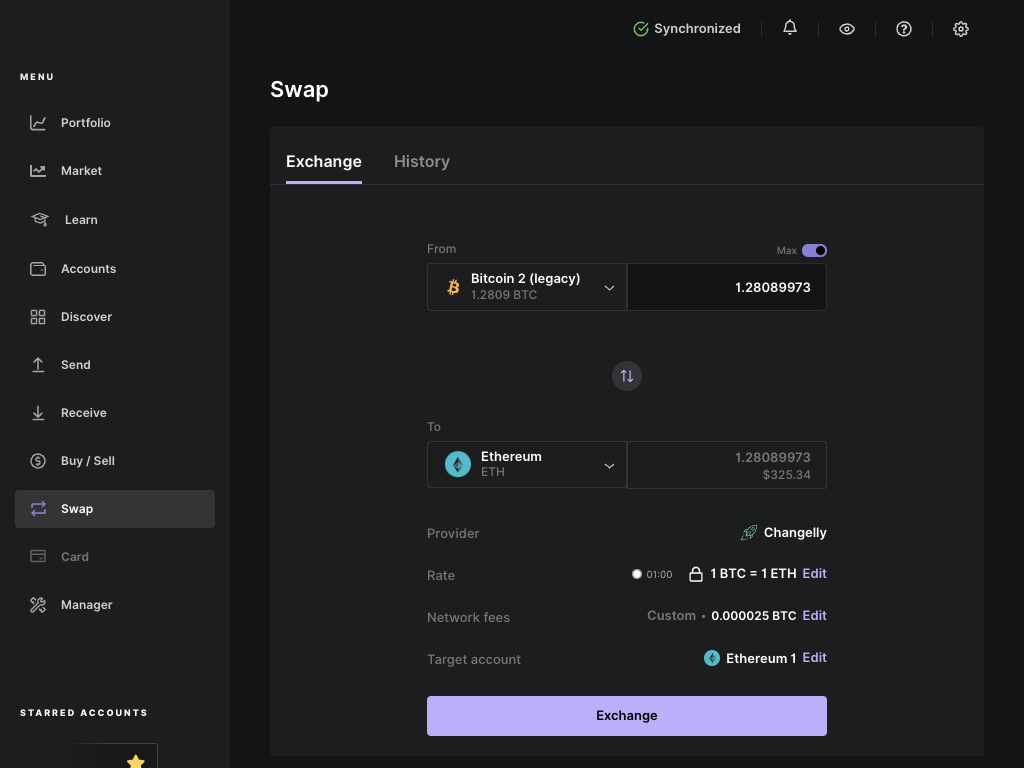 Synchronized
MENU
Portfolio
Market
Learn
Accounts
Discover
Send
Receive
Buy / Sell
Swap
Card
Manager
STARRED ACCOUNTS
Swap
Exchange
History
From
Max
Bitcoin 2 (legacy)
1.2809 BTC
1.28089973
To
Ethereum
ETH
1.28089973
$325.34
Provider
Changelly
Rate
01:00
1 BTC = 1 ETH Edit
Network fees
Custom • 0.000025 BTC Edit
Target account
Ethereum 1 Edit
Exchange